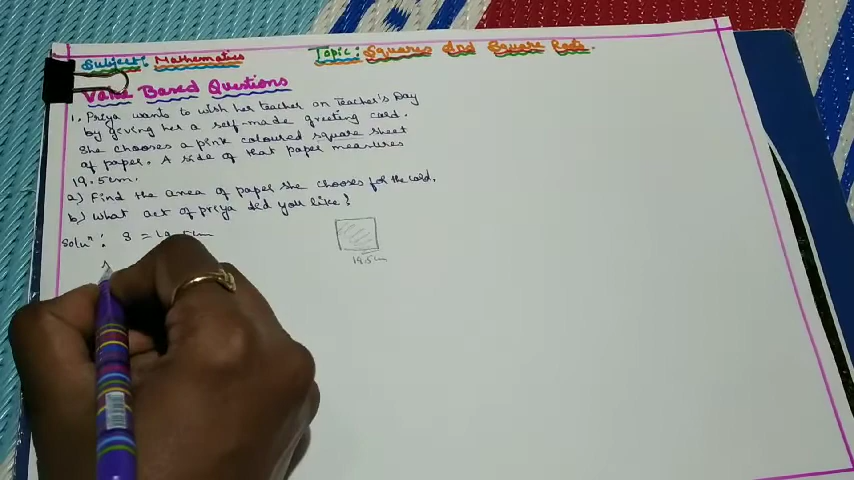 Subject: Mathematics
Topic: Squares And Square Roots.
Value Based Questions
1. Priya wants to wish her teacher on Teacher's Day
by giving her a self-made greeting card.
She chooses a pink coloured square sheet
of paper. A side of that paper measures
19.5cm.
a) Find the area of paper she chooses for the card.
b) What act of priya did you like?
Soluⁿ: S = 19.5cm
19.5cm
A